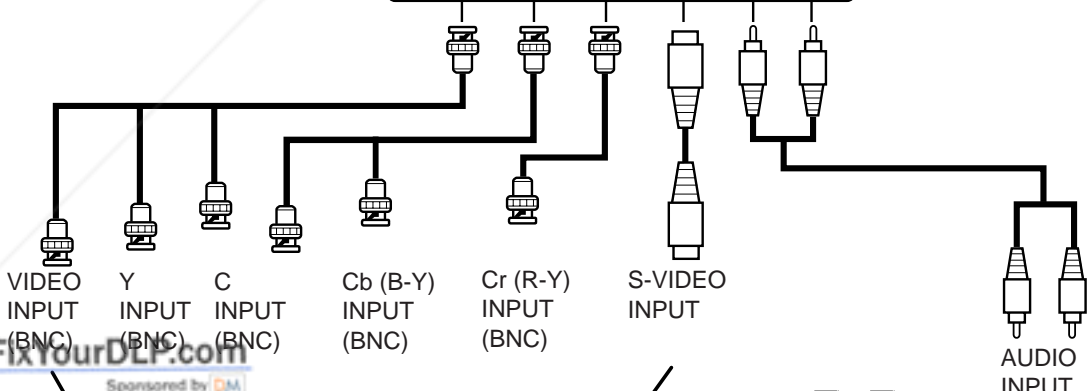 VIDEO
INPUT
(BNC)
Y
INPUT
(BNC)
C
INPUT
(BNC)
Cb (B-Y)
INPUT
(BNC)
Cr (R-Y)
INPUT
(BNC)
S-VIDEO
INPUT
AUDIO
INPUT
FixYourDLP.com
Sponsored by DM